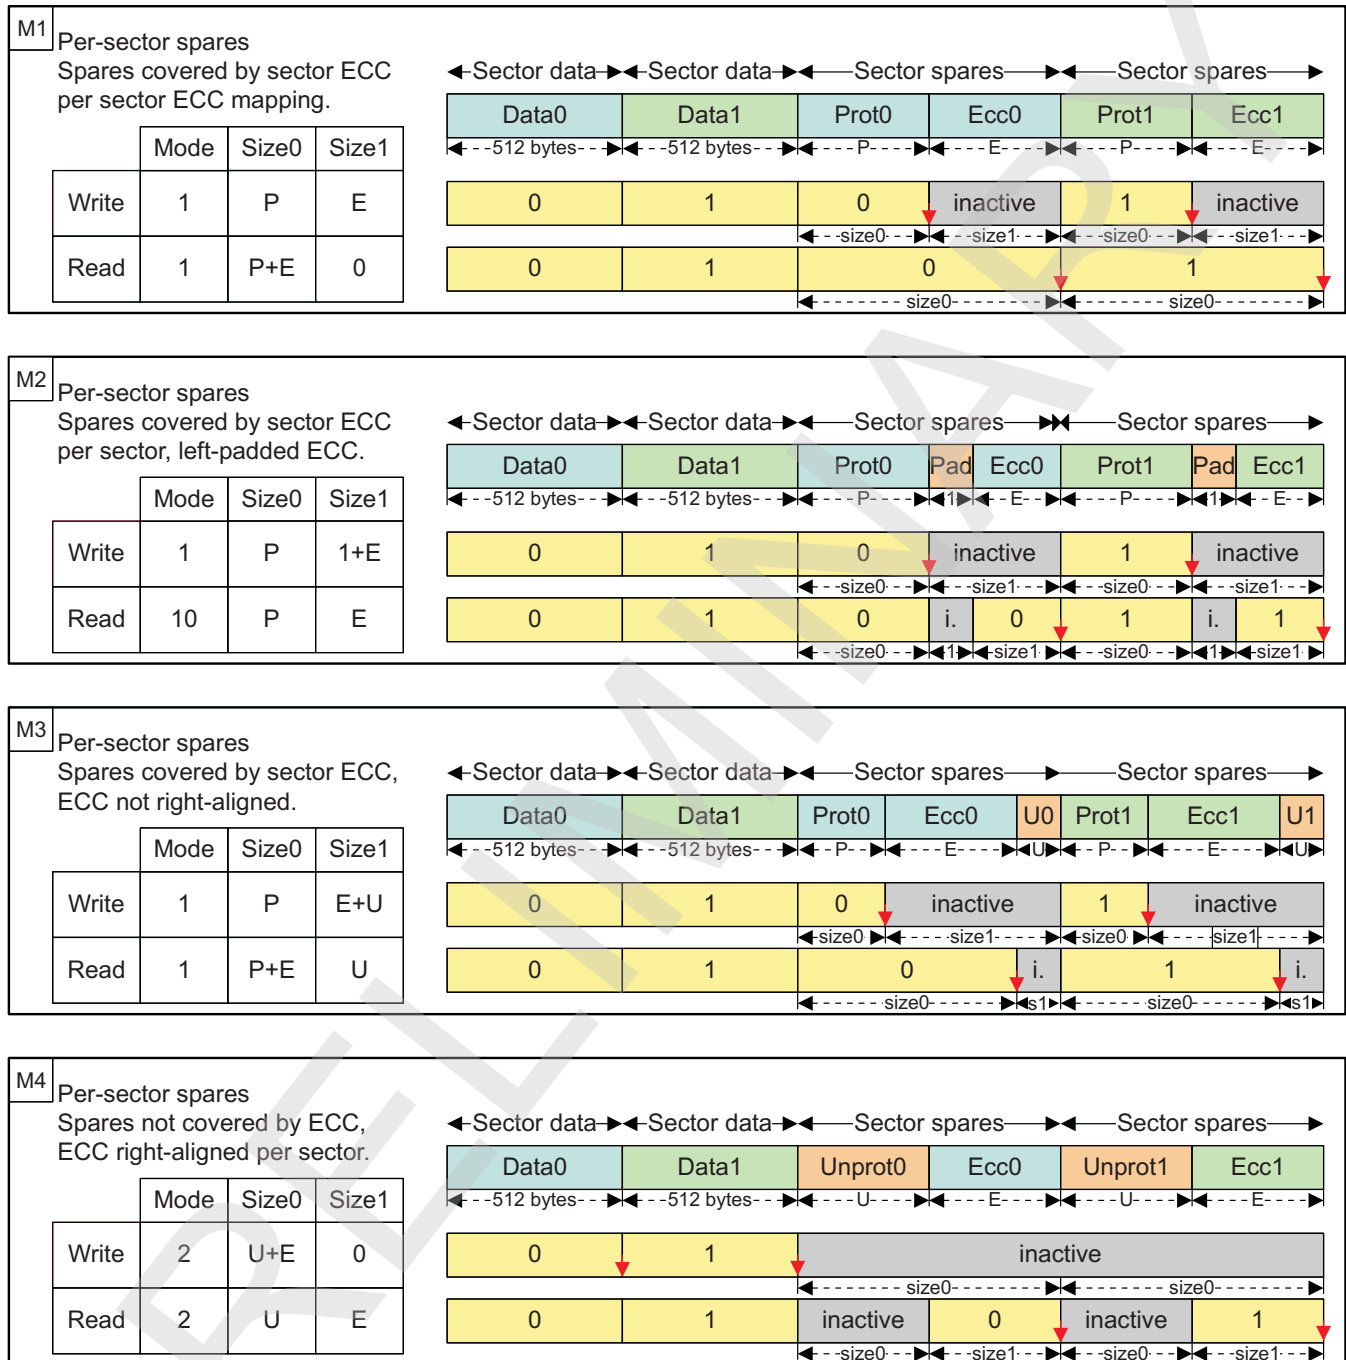 M1
Per-sector spares
Spares covered by sector ECC
per sector ECC mapping.
Mode Size0 Size1
Write 1 P E
Read 1 P+E 0
Sector data Sector data Sector spares Sector spares
Data0 Data1 Prot0 Ecc0 Prot1 Ecc1
512 bytes 512 bytes P E P E
0 1 0 inactive 1 inactive
size0 size1 size0 size1
0 1 0 1
size0 size0
M2
Per-sector spares
Spares covered by sector ECC
per sector, left-padded ECC.
Mode Size0 Size1
Write 1 P 1+E
Read 10 P E
Sector data Sector data Sector spares Sector spares
Data0 Data1 Prot0 Pad Ecc0 Prot1 Pad Ecc1
512 bytes 512 bytes P 1 E P 1 E
0 1 0 inactive 1 inactive
size0 size1 size0 size1
0 1 0 i. 0 1 i. 1
size0 1 size1 size0 1 size1
M3
Per-sector spares
Spares covered by sector ECC,
ECC not right-aligned.
Mode Size0 Size1
Write 1 P E+U
Read 1 P+E U
Sector data Sector data Sector spares Sector spares
Data0 Data1 Prot0 Ecc0 U0 Prot1 Ecc1 U1
512 bytes 512 bytes P E U P E U
0 1 0 inactive 1 inactive
size0 size1 size0 size1
0 1 0 i. 1 i.
size0 s1 size0 s1
M4
Per-sector spares
Spares not covered by ECC,
ECC right-aligned per sector.
Mode Size0 Size1
Write 2 U+E 0
Read 2 U E
Sector data Sector data Sector spares Sector spares
Data0 Data1 Unprot0 Ecc0 Unprot1 Ecc1
512 bytes 512 bytes U E U E
0 1 inactive
size0 size0
0 1 inactive 0 inactive 1
size0 size1 size0 size1
PRELIMINARY